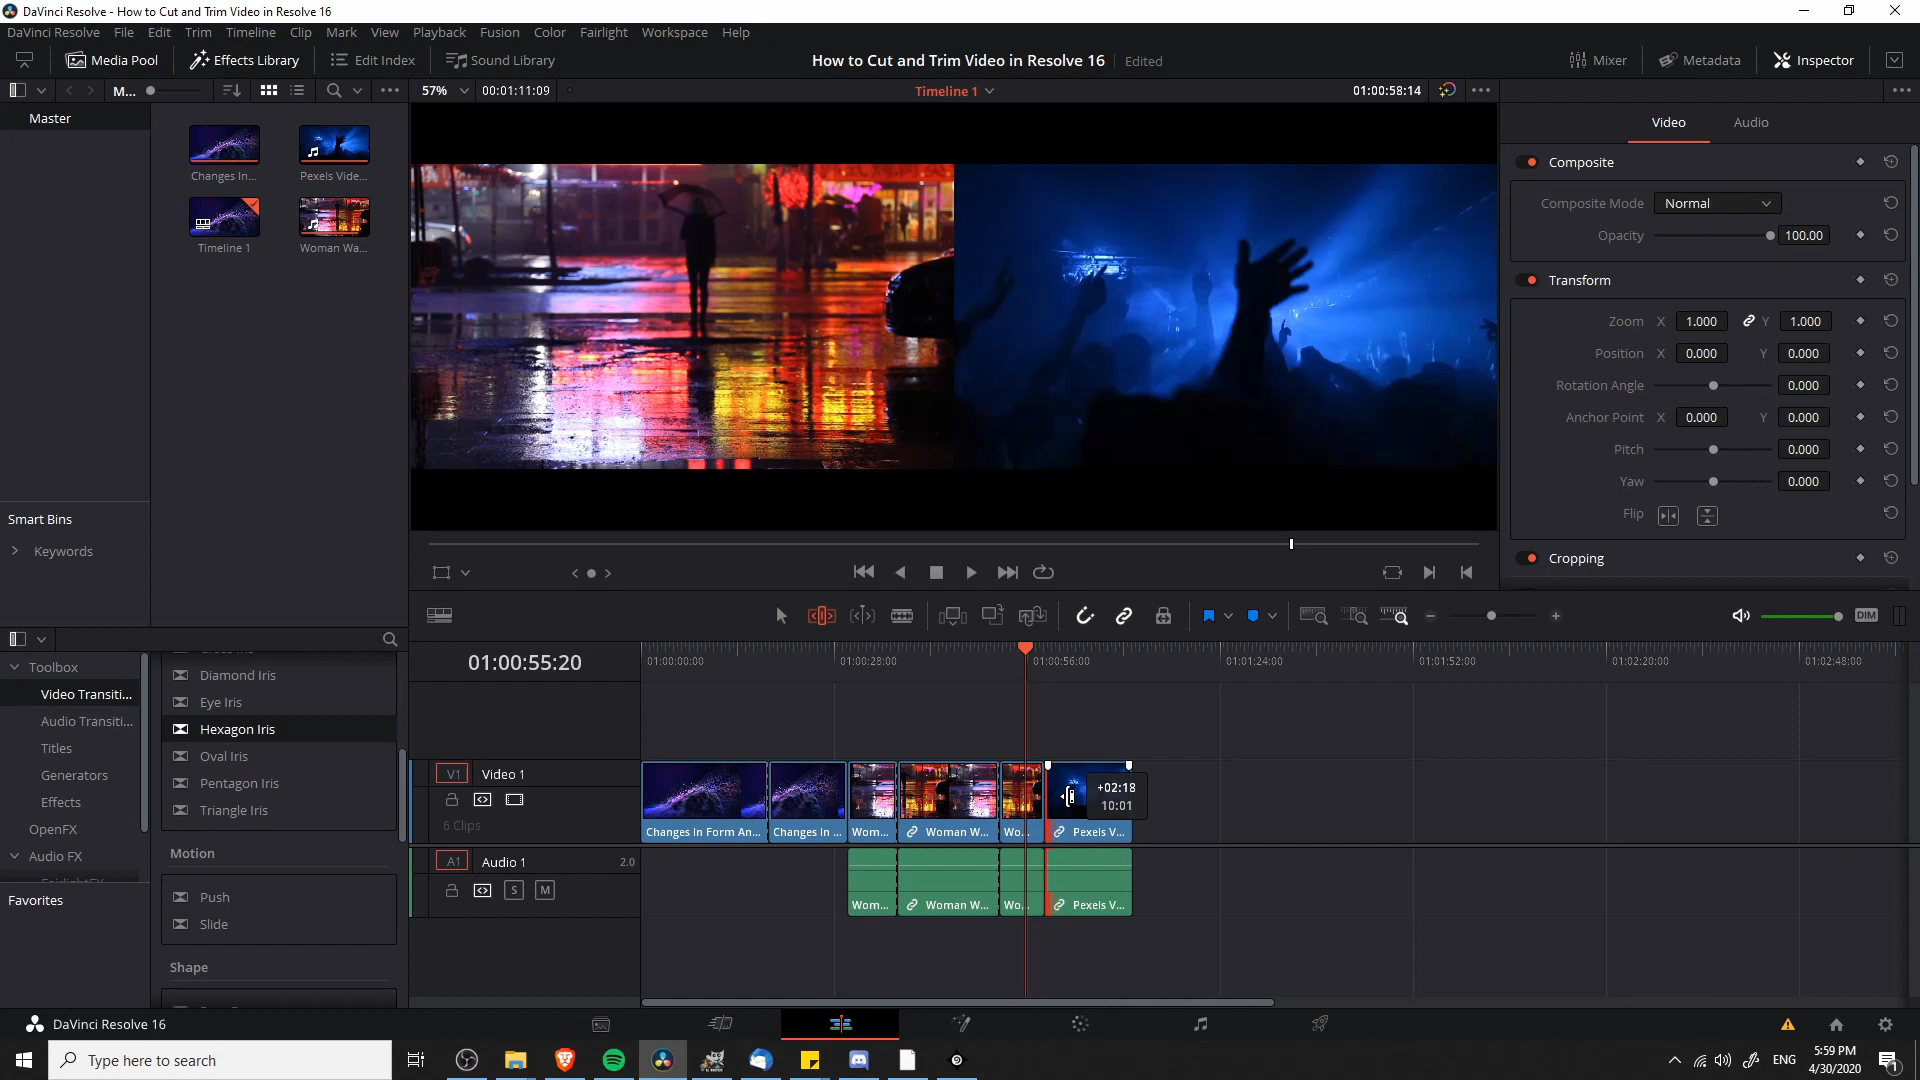 DaVinci Resolve - How to Cut and Trim Video in Resolve 16
DaVinci Resolve File Edit Trim Timeline Clip Mark View Playback Fusion Color Fairlight Workspace Help
Media Pool Effects Library Edit Index Sound Library How to Cut and Trim Video in Resolve 16 Edited Mixer Metadata Inspector
M... 57% 00:01:11:09 Timeline 1 01:00:58:14
Master
Changes In... Pexels Vide...
Timeline 1 Woman Wa...
Smart Bins
Keywords
Video Audio
Composite
Composite Mode Normal
Opacity 100.00
Transform
Zoom X 1.000 Y 1.000
Position X 0.000 Y 0.000
Rotation Angle 0.000
Anchor Point X 0.000 Y 0.000
Pitch 0.000
Yaw 0.000
Flip
Cropping
DIM
Toolbox
Video Transiti...
Audio Transiti...
Titles
Generators
Effects
OpenFX
Audio FX
Favorites
Diamond Iris
Eye Iris
Hexagon Iris
Oval Iris
Pentagon Iris
Triangle Iris
Motion
Push
Slide
Shape
01:00:55:20
01:00:00:00 01:00:28:00 01:00:56:00 01:01:24:00 01:01:52:00 01:02:20:00 01:02:48:00
V1 Video 1
6 Clips
+02:18
10:01
Changes In Form An... Changes In ... Wom... Woman W... Wo... Pexels V...
A1 Audio 1 2.0
S M
Wom... Woman W... Wo... Pexels V...
DaVinci Resolve 16
Type here to search
ENG
5:59 PM
4/30/2020
1